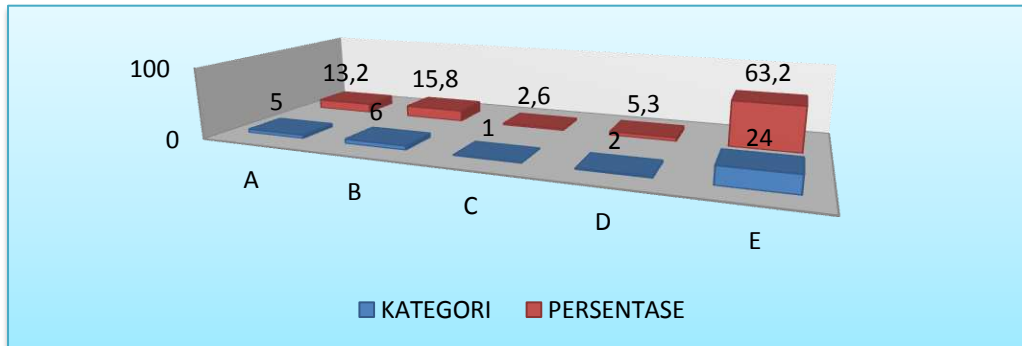 100
0
13,2 15,8 2,6 5,3 63,2
5 6 1 2 24
A B C D E
KATEGORI PERSENTASE